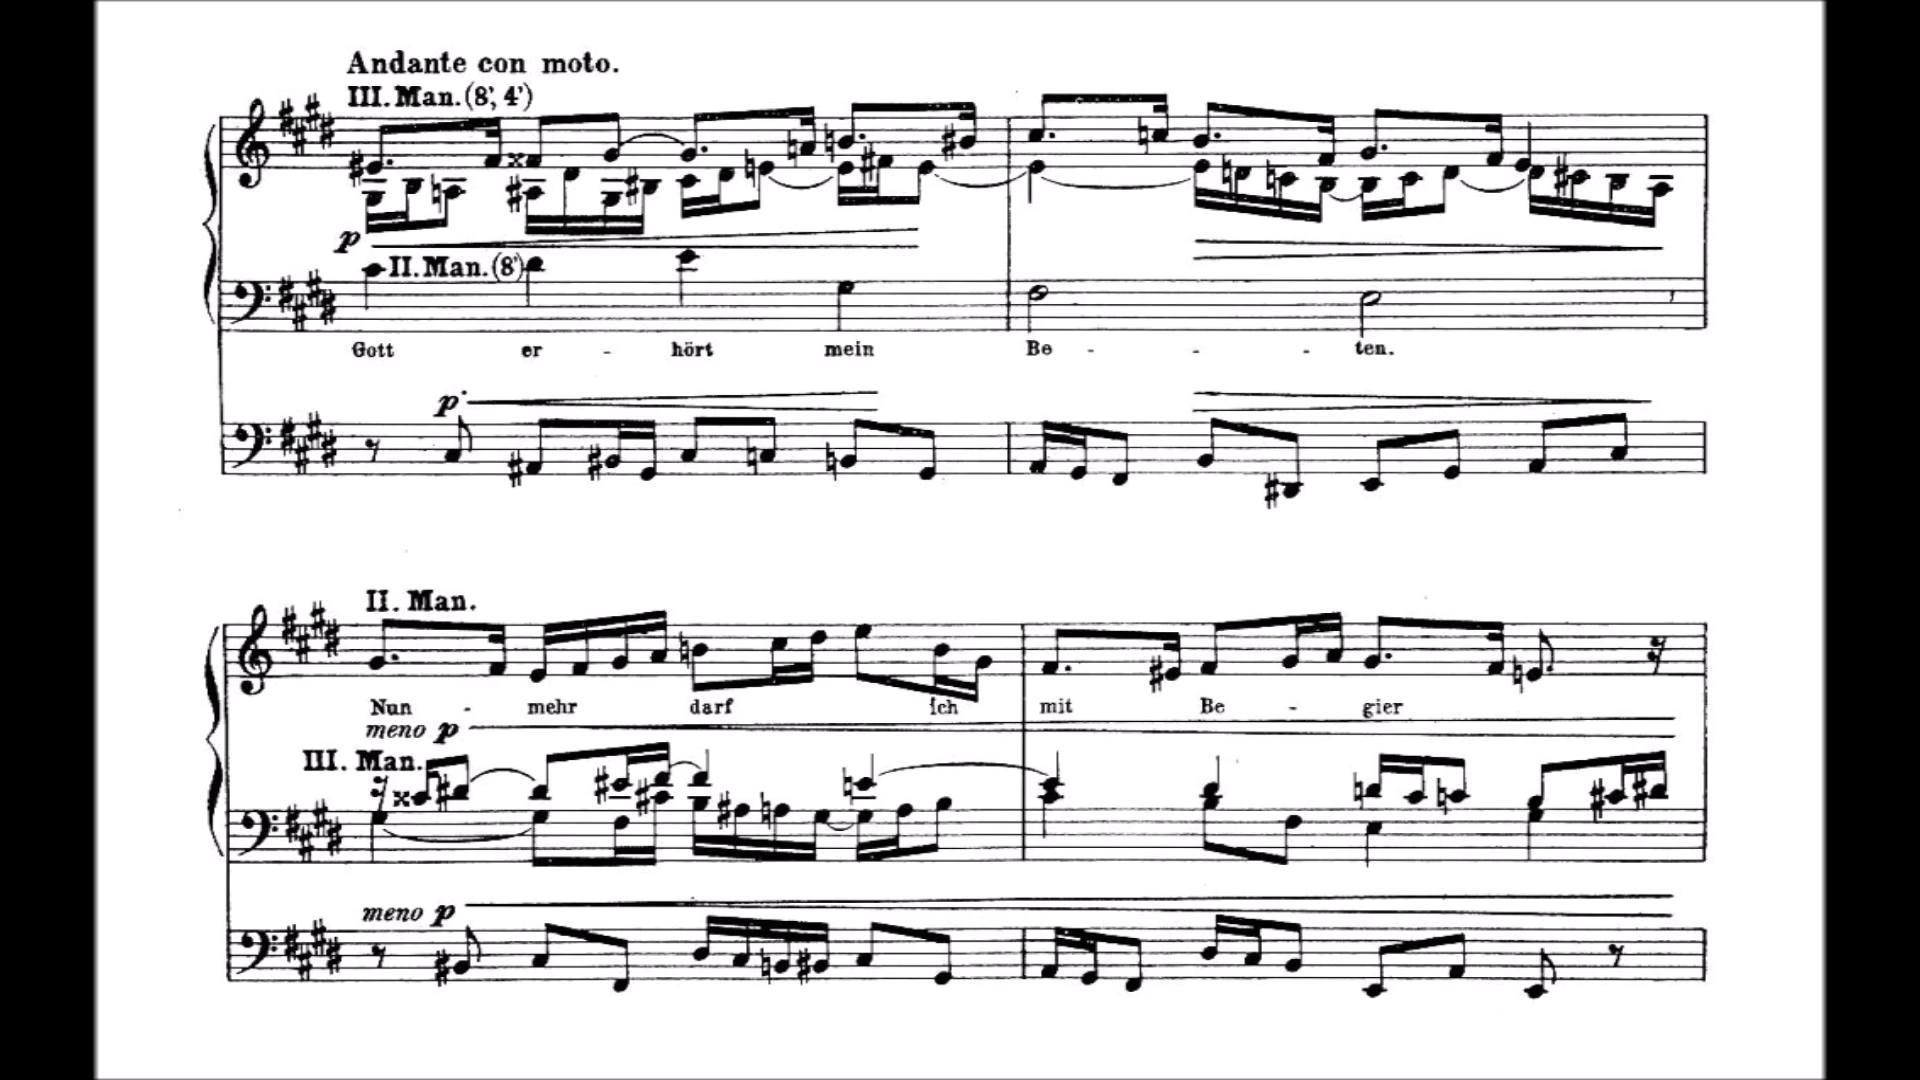 Andante con moto.
III. Man. (8', 4')
p
II. Man. (8')
Gott er - hört mein Be - - - ten.
p
II. Man.
Nun - mehr darf ich mit Be - gier
meno p
III. Man.
meno p